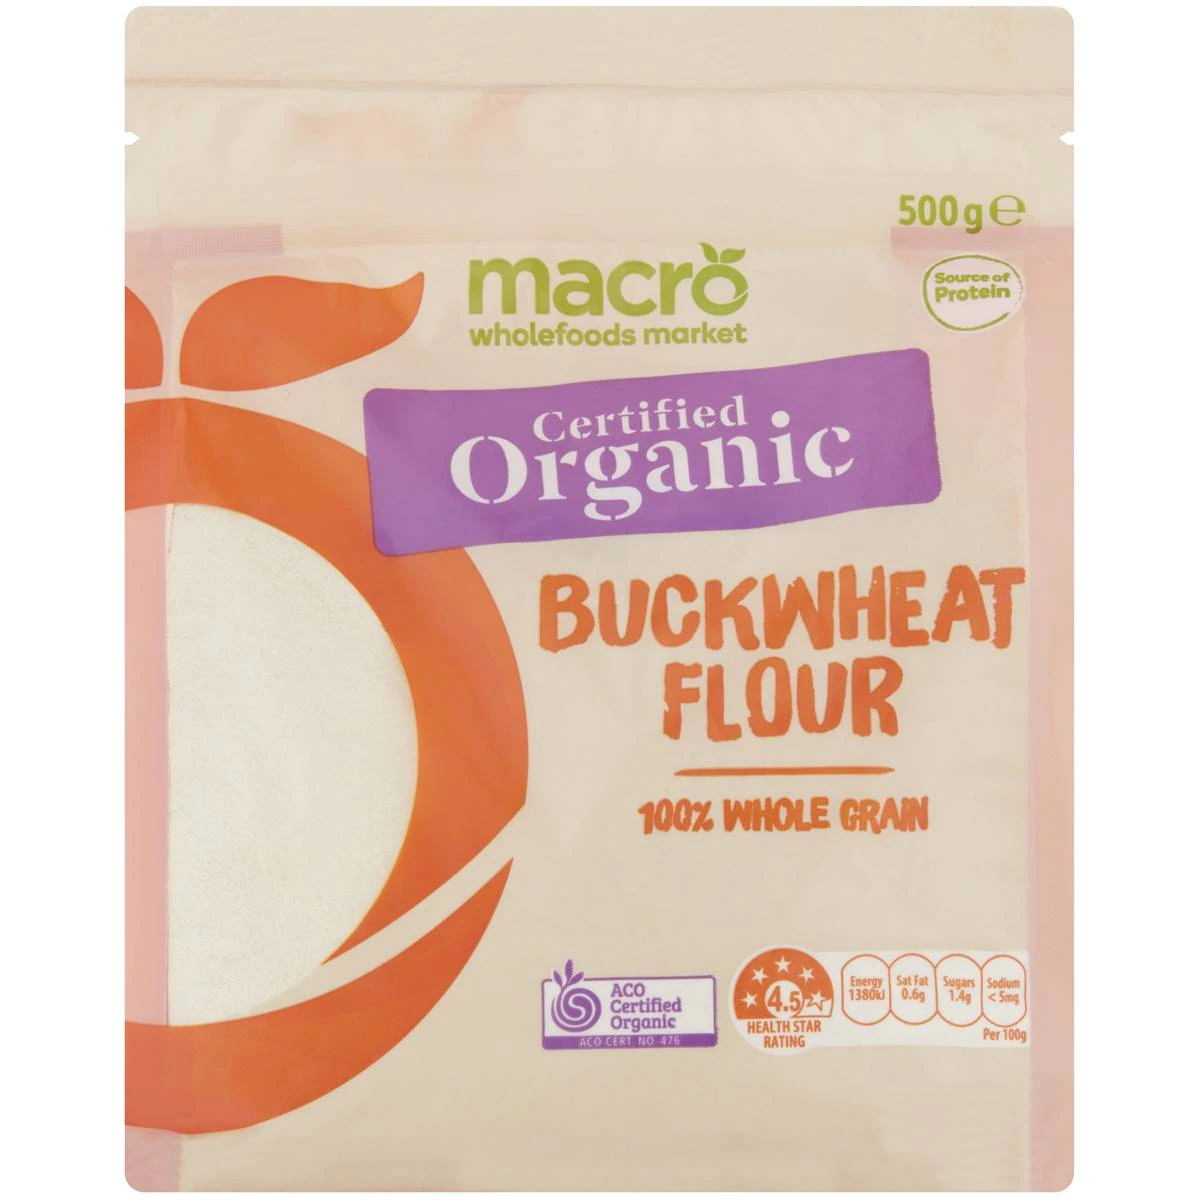 500 g ℮
macro
wholefoods market
Source of
Protein
Certified
Organic
BUCKWHEAT
FLOUR
100% WHOLE GRAIN
ACO
Certified
Organic
ACO CERT. NO. 476
4.5
HEALTH STAR
RATING
Energy
1380kJ
Sat Fat
0.6g
Sugars
1.4g
Sodium
<5mg
Per 100g